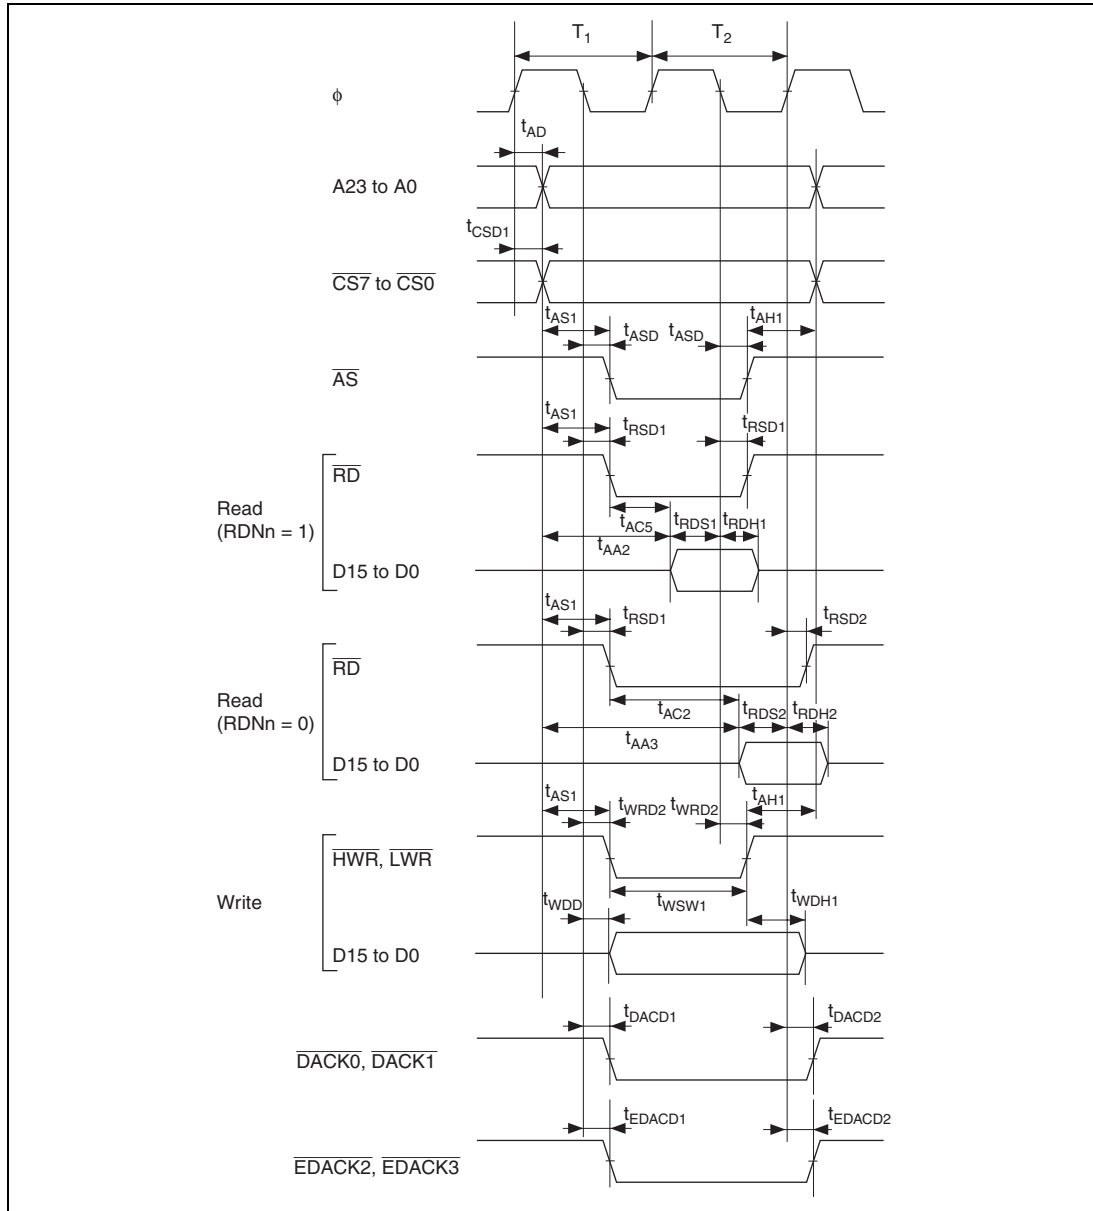 T1 T2
ϕ
tAD
A23 to A0
tCSD1
CS7 to CS0
tAS1 tASD tASD tAH1
AS
tAS1 tRSD1 tRSD1
RD
Read
(RDNn = 1)
tAC5 tRDS1 tRDH1
tAA2
D15 to D0
tAS1 tRSD1 tRSD2
RD
Read
(RDNn = 0)
tAC2 tRDS2 tRDH2
tAA3
D15 to D0
tAS1 tWRD2 tWRD2 tAH1
HWR, LWR
Write
tWDD tWSW1 tWDH1
D15 to D0
tDACD1 tDACD2
DACK0, DACK1
tEDACD1 tEDACD2
EDACK2, EDACK3